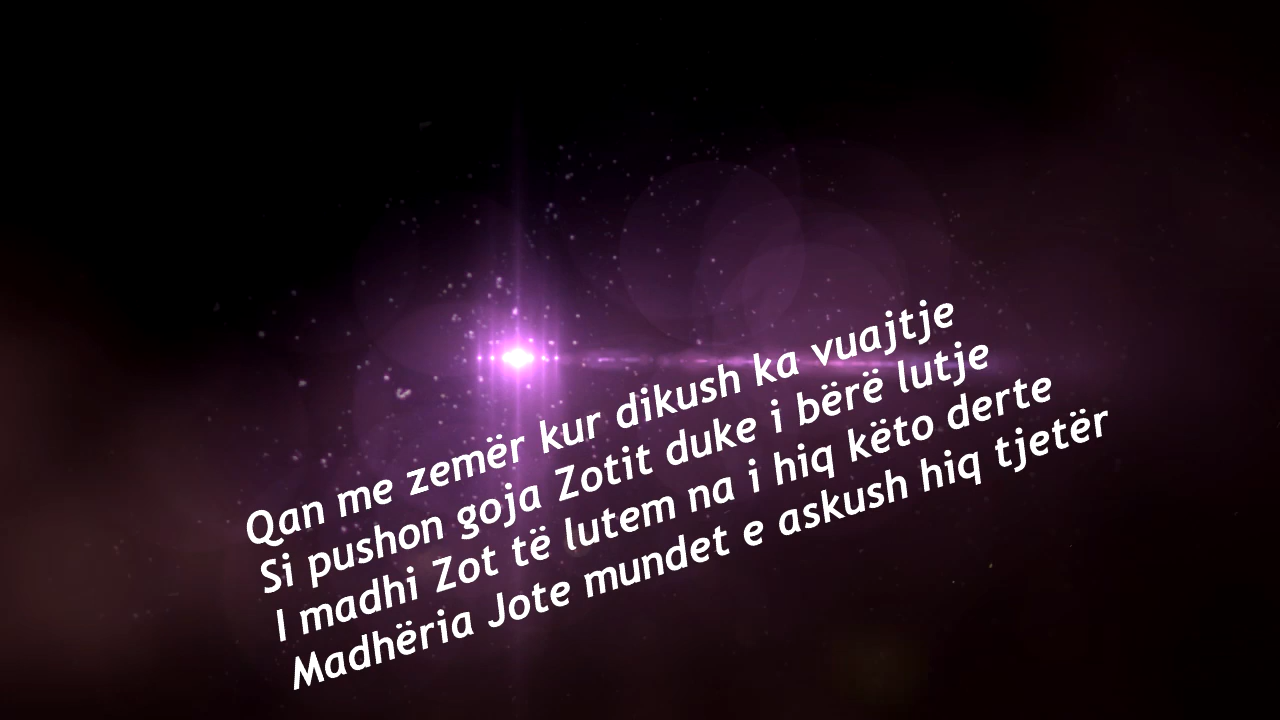 Qan me zemër kur dikush ka vuajtje
Si pushon goja Zotit duke i bërë lutje
I madhi Zot të lutem na i hiq këto derte
Madhëria Jote mundet e askush hiq tjetër